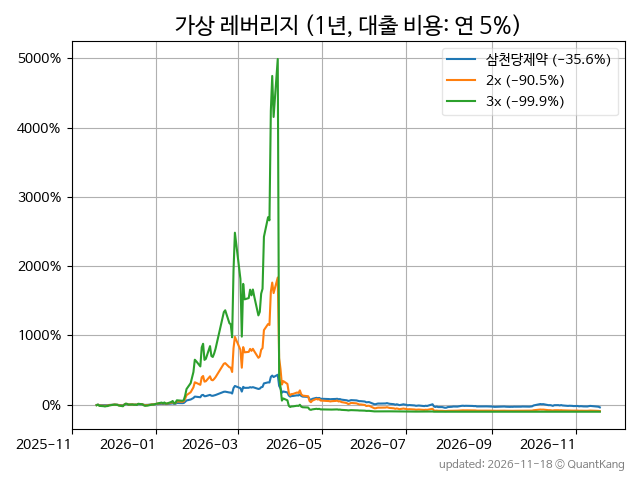 가상 레버리지 (1년, 대출 비용: 연 5%)
삼천당제약 (-35.6%)
2x (-90.5%)
3x (-99.9%)
5000%
4000%
3000%
2000%
1000%
0%
2025-11 2026-01 2026-03 2026-05 2026-07 2026-09 2026-11
updated: 2026-11-18 © QuantKang